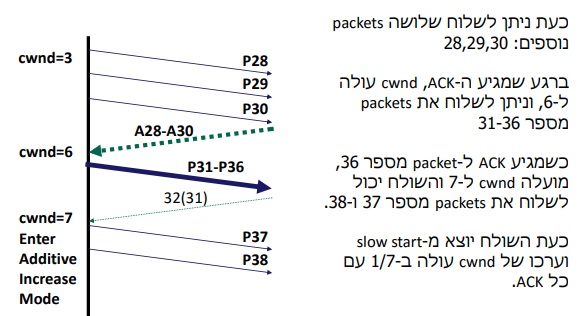 כעת ניתן לשלוח שלושה packets
נוספים: 28,29,30
ברגע שמגיע ה-ACK, cwnd עולה
ל-6, וניתן לשלוח את packets
מספר 31-36
כשמגיע ACK ל-packet מספר 36,
מועלה cwnd ל-7 והשולח יכול
לשלוח את packets מספר 37 ו-38.
כעת השולח יוצא מ-slow start
וערכו של cwnd עולה ב-1/7 עם
כל ACK.
cwnd=3
P28
P29
P30
A28-A30
cwnd=6
P31-P36
32(31)
cwnd=7
Enter
Additive
Increase
Mode
P37
P38